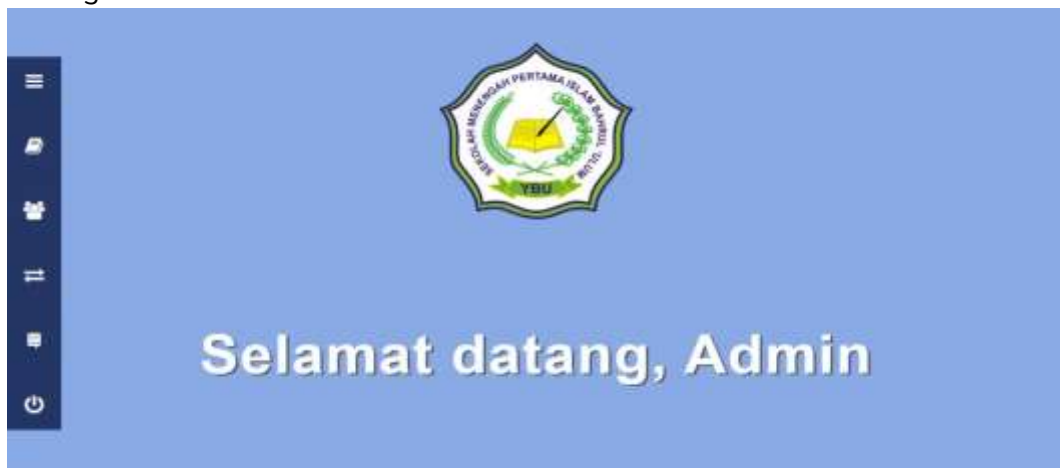 SEKOLAH MENENGAH PERTAMA ISLAM BAHRUL 'ULUM
YBU
Selamat datang, Admin